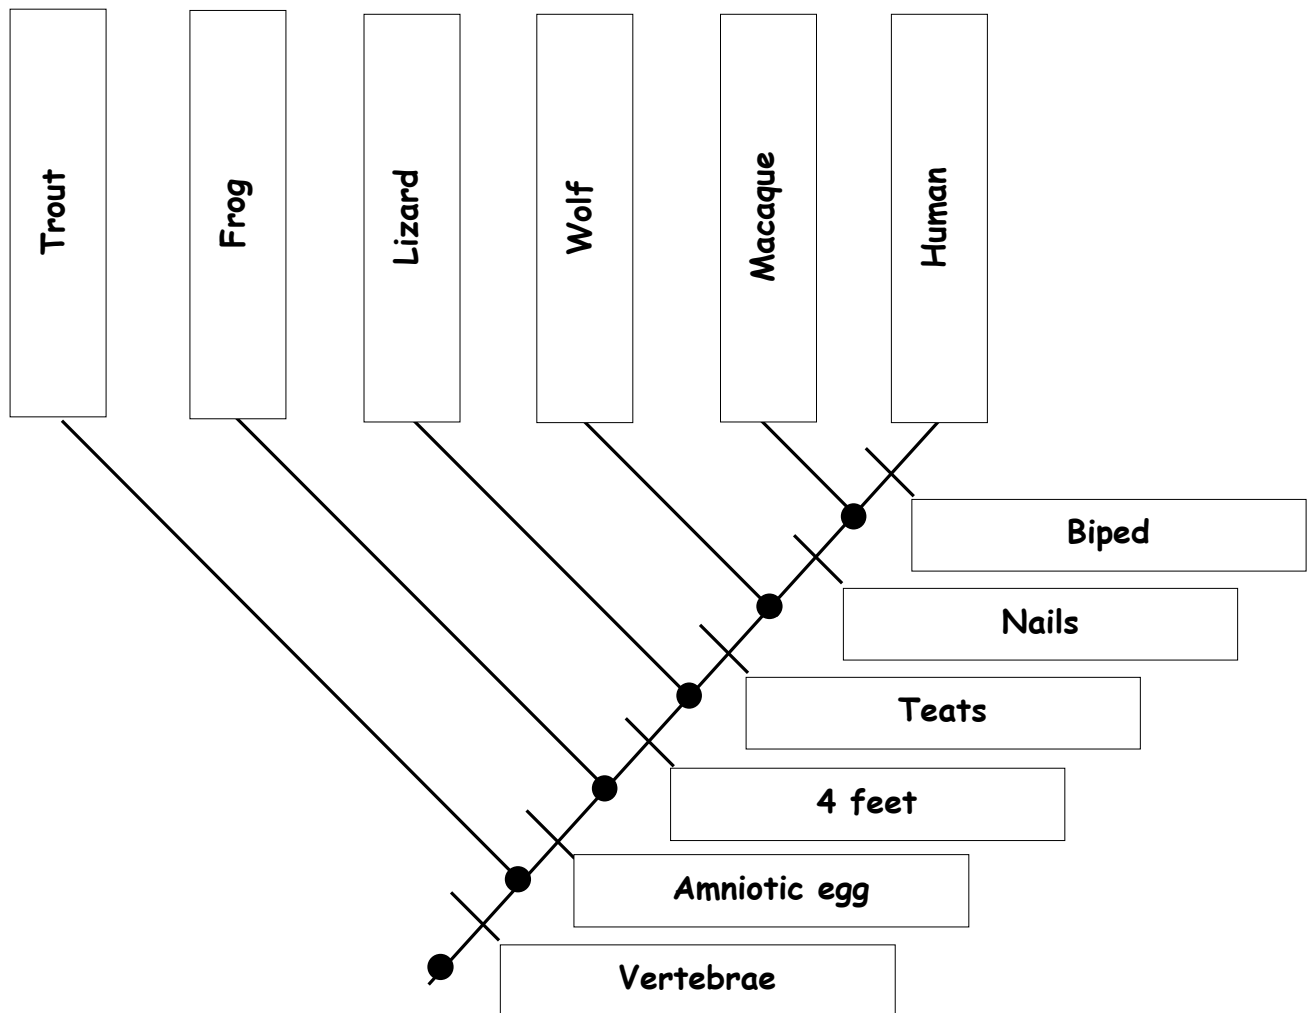 Trout
Frog
Lizard
Wolf
Macaque
Human
Biped
Nails
Teats
4 feet
Amniotic egg
Vertebrae